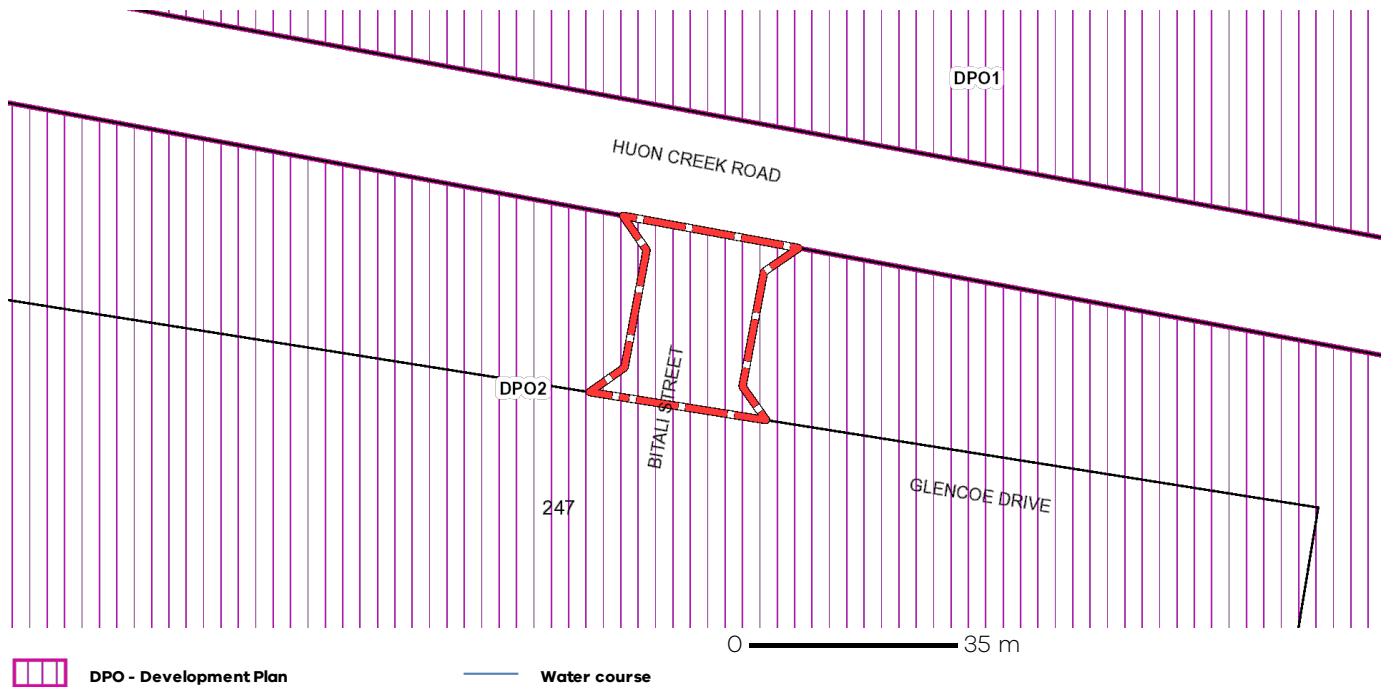 DPO1
HUON CREEK ROAD
DPO2
BITALI STREET
GLENCOE DRIVE
247
0 35 m
DPO - Development Plan
Water course